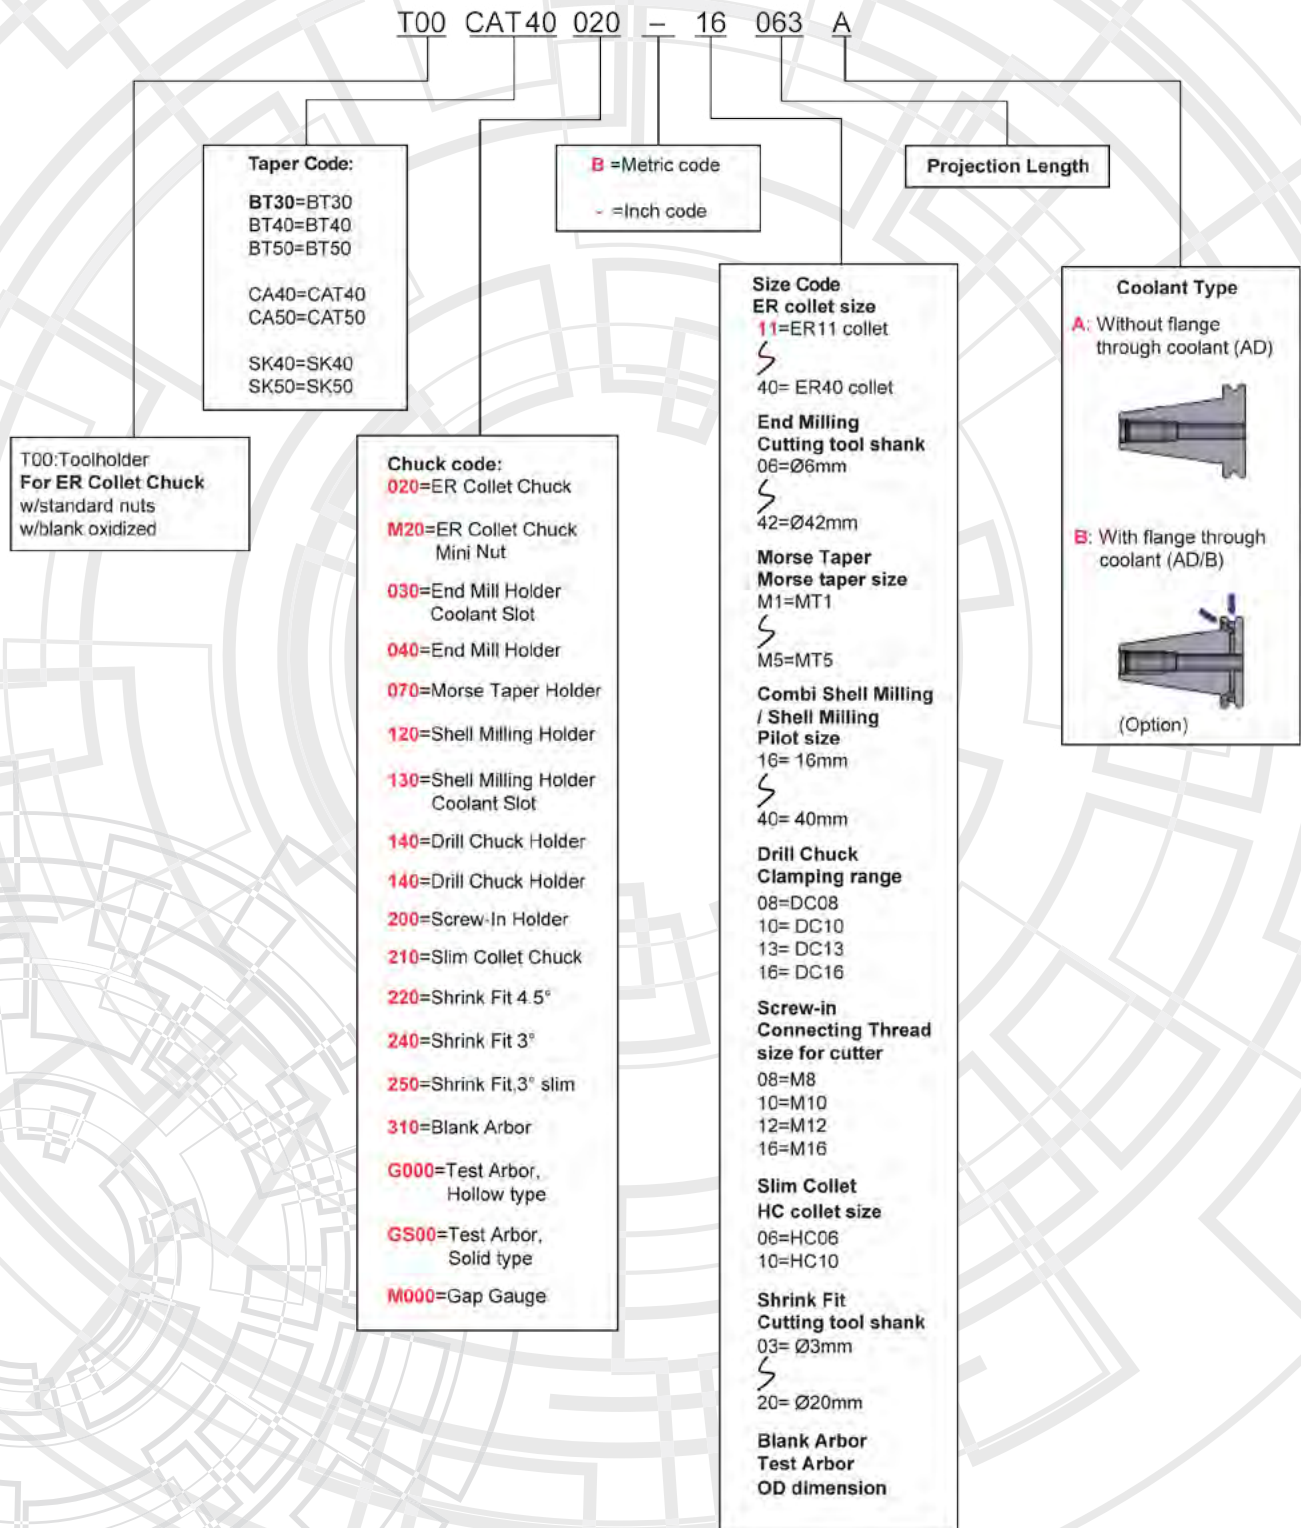 T00 CAT40 020 – 16 063 A
Taper Code:
BT30=BT30
BT40=BT40
BT50=BT50
CA40=CAT40
CA50=CAT50
SK40=SK40
SK50=SK50
B =Metric code
- =Inch code
Projection Length
T00:Toolholder
For ER Collet Chuck
w/standard nuts
w/blank oxidized
Chuck code:
020=ER Collet Chuck
M20=ER Collet Chuck
Mini Nut
030=End Mill Holder
Coolant Slot
040=End Mill Holder
070=Morse Taper Holder
120=Shell Milling Holder
130=Shell Milling Holder
Coolant Slot
140=Drill Chuck Holder
140=Drill Chuck Holder
200=Screw-In Holder
210=Slim Collet Chuck
220=Shrink Fit 4.5°
240=Shrink Fit 3°
250=Shrink Fit,3° slim
310=Blank Arbor
G000=Test Arbor,
Hollow type
GS00=Test Arbor,
Solid type
M000=Gap Gauge
Size Code
ER collet size
11=ER11 collet
40= ER40 collet
End Milling
Cutting tool shank
06=Ø6mm
42=Ø42mm
Morse Taper
Morse taper size
M1=MT1
M5=MT5
Combi Shell Milling
/ Shell Milling
Pilot size
16= 16mm
40= 40mm
Drill Chuck
Clamping range
08=DC08
10= DC10
13= DC13
16= DC16
Screw-in
Connecting Thread
size for cutter
08=M8
10=M10
12=M12
16=M16
Slim Collet
HC collet size
06=HC06
10=HC10
Shrink Fit
Cutting tool shank
03= Ø3mm
20= Ø20mm
Blank Arbor
Test Arbor
OD dimension
Coolant Type
A: Without flange
through coolant (AD)
B: With flange through
coolant (AD/B)
(Option)